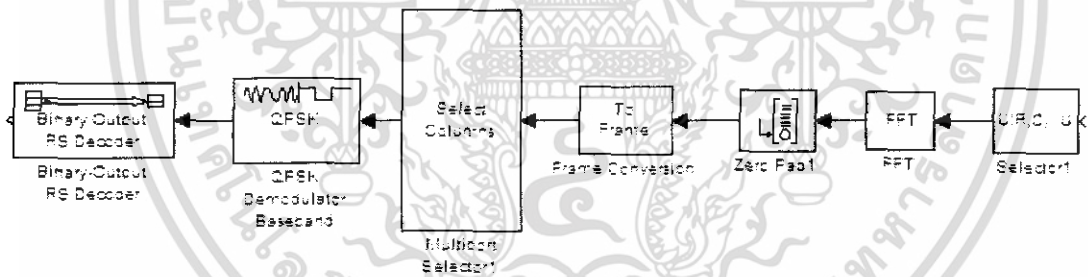 Binary-Output
RS Decoder
Binary-Output
RS Decoder
QPSK
QPSK
Demodulator
Baseband
Select
Columns
Multiport
Selector1
To
Frame
Frame Conversion
Zero Pad1
FFT
FFT
U(R,C) U
Selector1